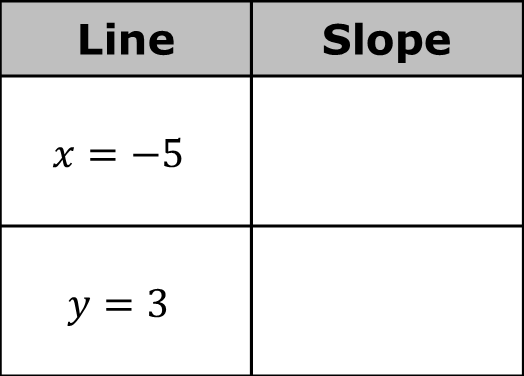 Line Slope
x = −5
y = 3